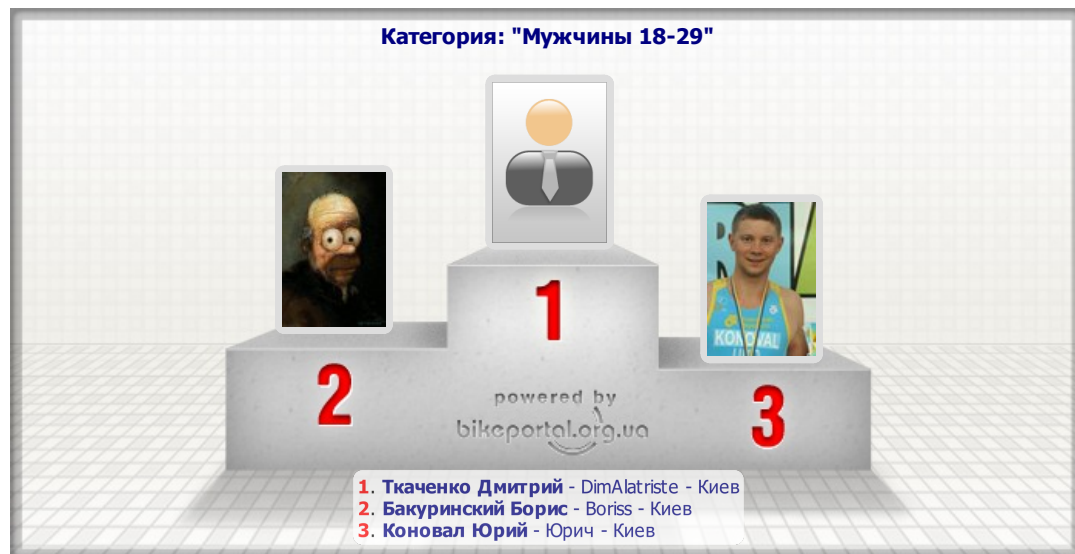 Категория: "Мужчины 18-29"
1
2
3
KONOVAL
powered by
bikeportal.org.ua
1. Ткаченко Дмитрий - DimAlatriste - Киев
2. Бакуринский Борис - Boriss - Киев
3. Коновал Юрий - Юрич - Киев